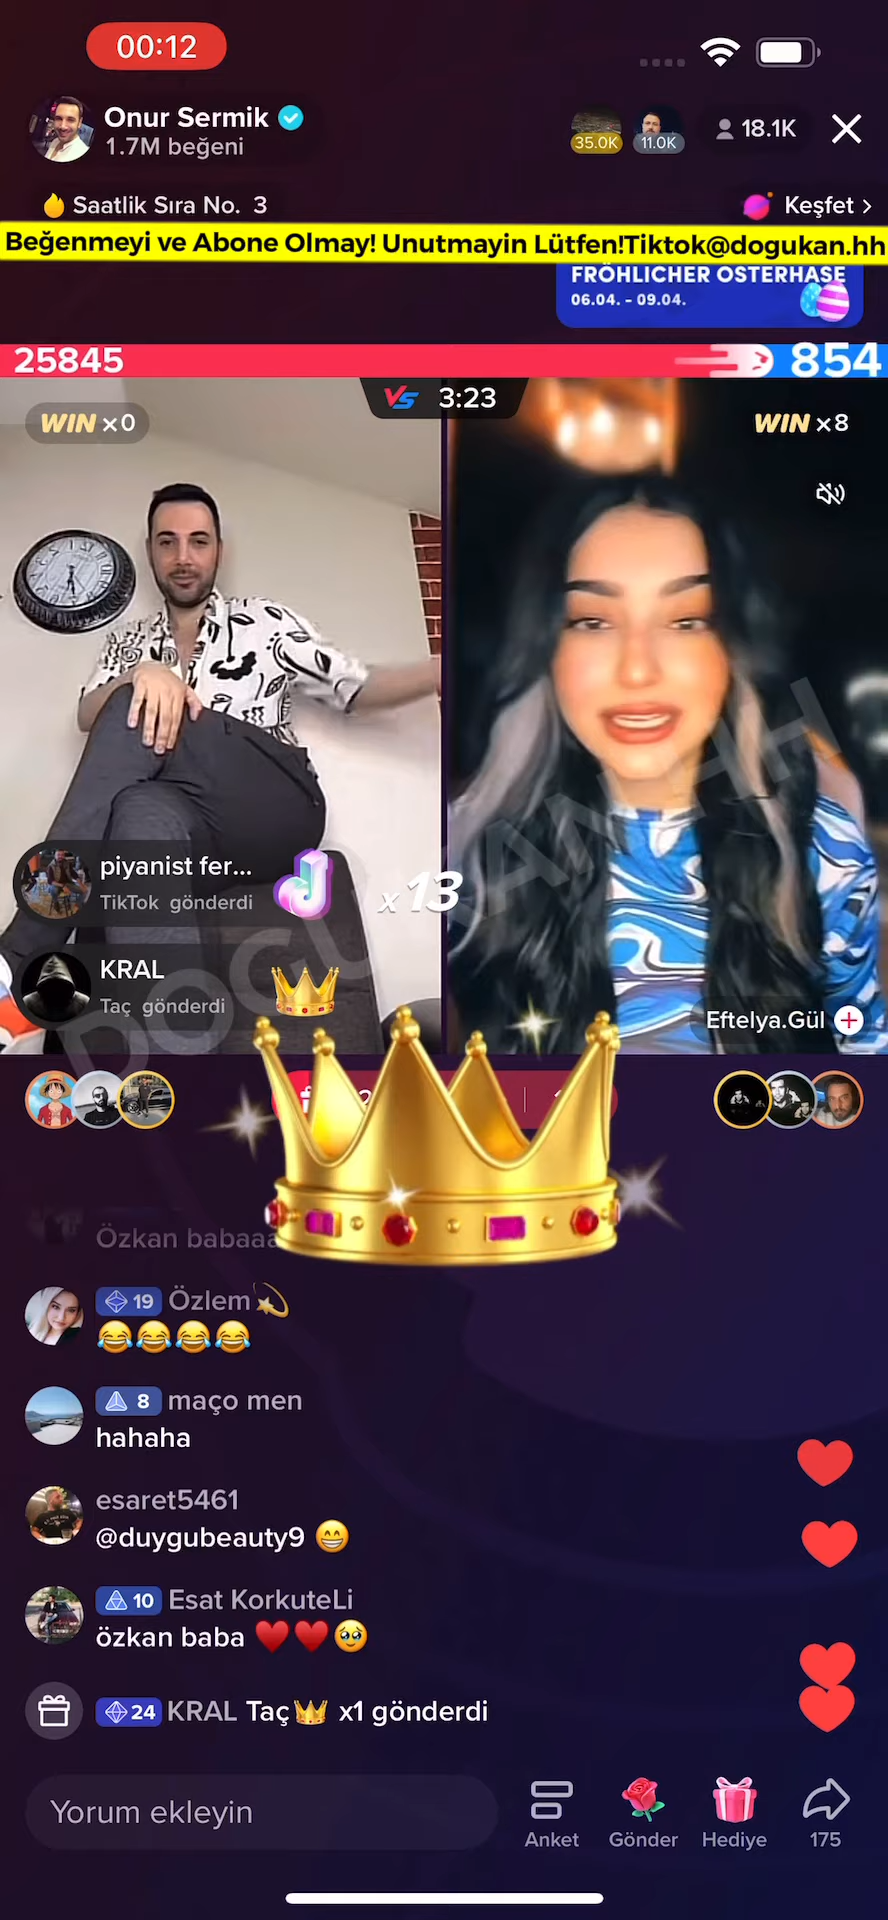 00:12
Onur Sermik
1.7M beğeni
35.0K
11.0K
18.1K
Saatlik Sıra No. 3
Keşfet >
Beğenmeyi ve Abone Olmay! Unutmayin Lütfen!Tiktok@dogukan.hh
FRÖHLICHER OSTERHASE
06.04. - 09.04.
25845
854
VS 3:23
WIN x0
WIN x8
DOGUKAN.HH
piyanist fer...
TikTok gönderdi
x 13
KRAL
Taç gönderdi
Eftelya.Gül
Özkan babaaa
19 Özlem
😂😂😂😂
8 maço men
hahaha
esaret5461
@duygubeauty9 😁
10 Esat KorkuteLi
özkan baba ❤️❤️🥹
24 KRAL Taç👑 x1 gönderdi
Yorum ekleyin
Anket
Gönder
Hediye
175